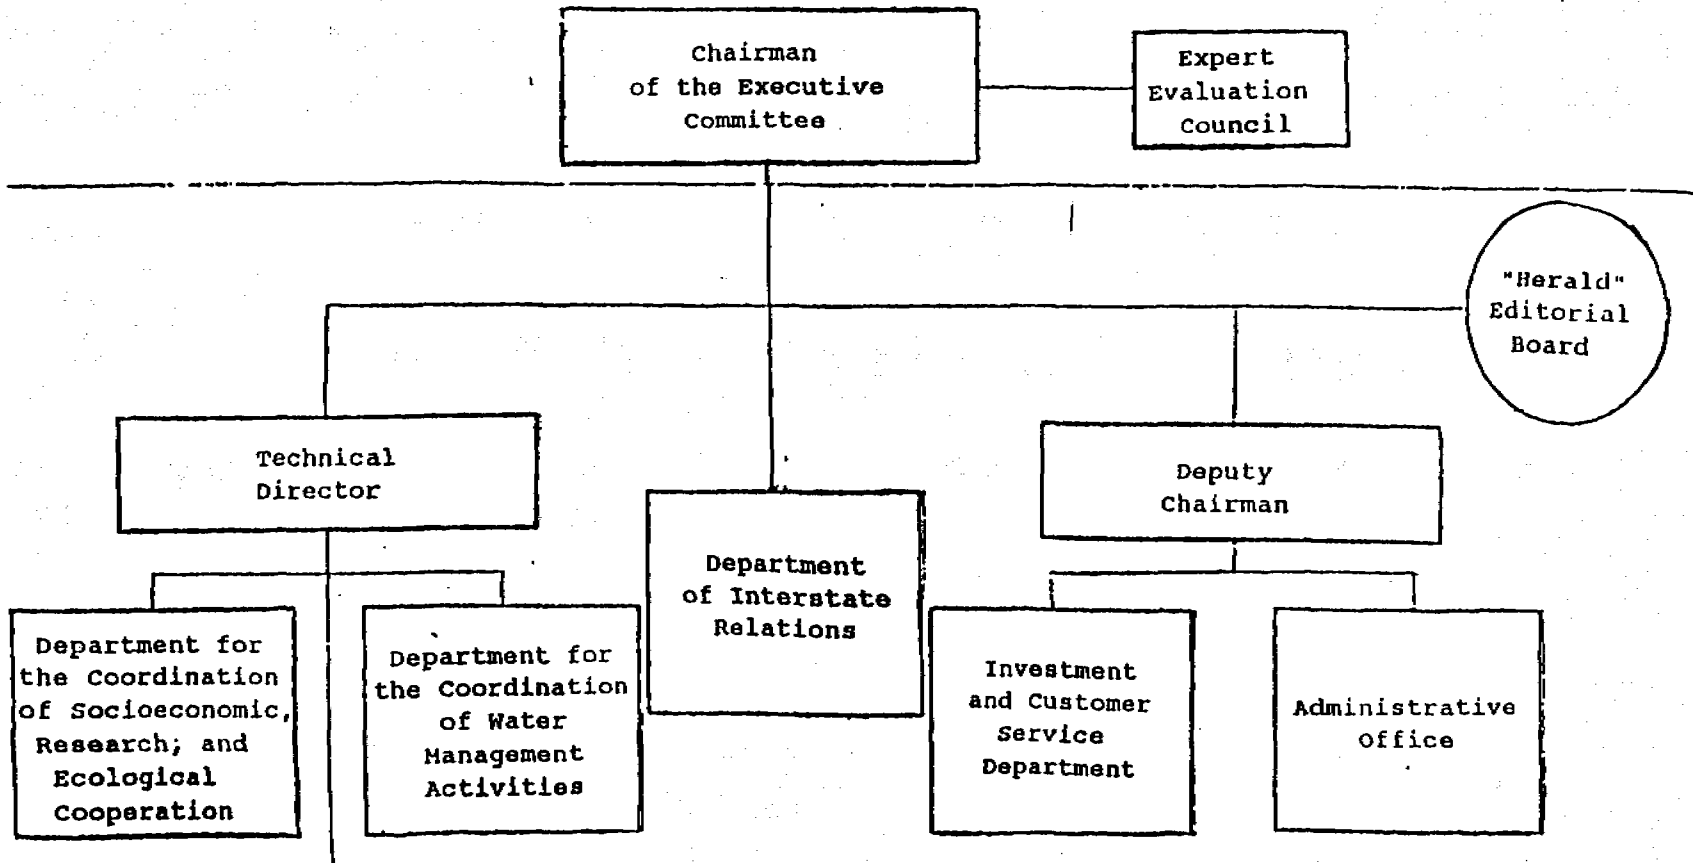 Chairman
of the Executive
Committee
Expert
Evaluation
Council
"Herald"
Editorial
Board
Technical
Director
Deputy
Chairman
Department
of Interstate
Relations
Department for
the Coordination
of Socioeconomic,
Research; and
Ecological
Cooperation
Department for
the Coordination
of Water
Management
Activities
Investment
and Customer
Service
Department
Administrative
Office